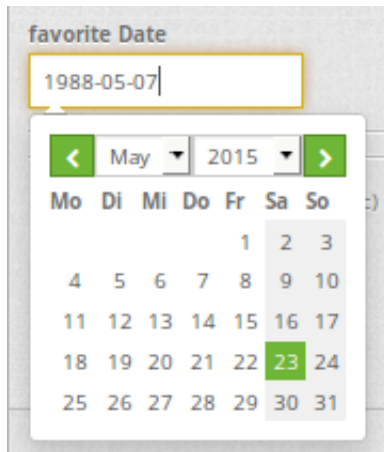 favorite Date
1988-05-07
May 2015
Mo Di Mi Do Fr Sa So
1 2 3
4 5 6 7 8 9 10
11 12 13 14 15 16 17
18 19 20 21 22 23 24
25 26 27 28 29 30 31